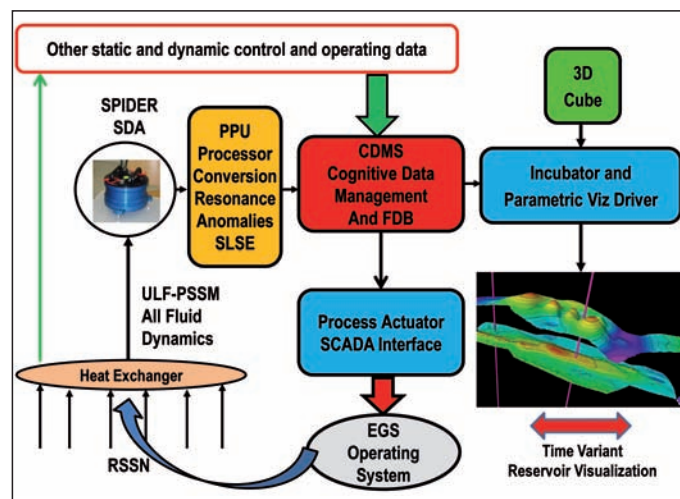 Other static and dynamic control and operating data
SPIDER
SDA
PPU
Processor
Conversion
Resonance
Anomalies
SLSE
CDMS
Cognitive Data
Management
And FDB
3D
Cube
Incubator and
Parametric Viz Driver
ULF-PSSM
All Fluid
Dynamics
Process Actuator
SCADA Interface
Heat Exchanger
RSSN
EGS
Operating
System
Time Variant
Reservoir Visualization